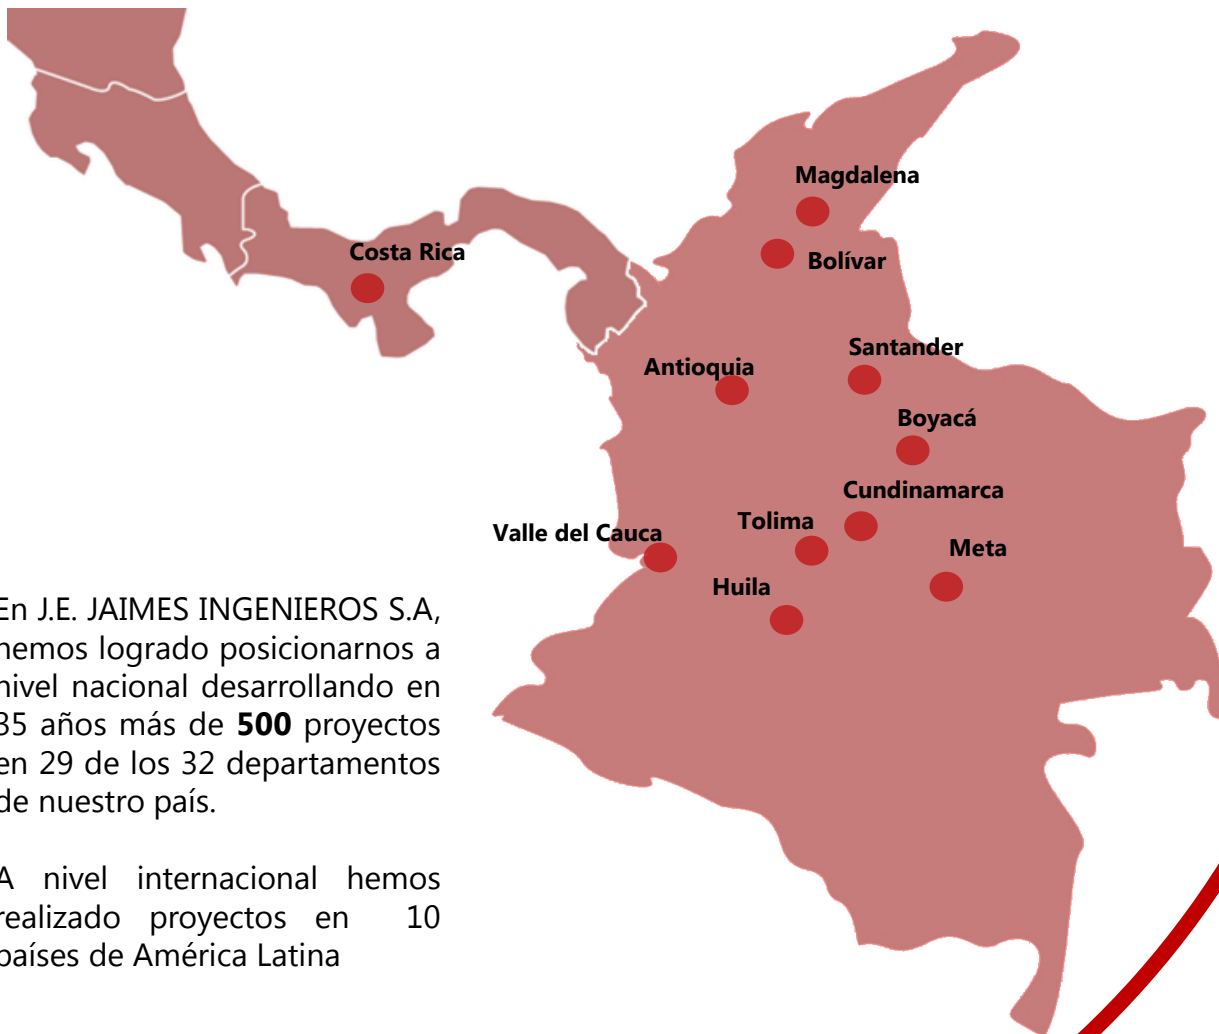 Magdalena
Costa Rica
Bolívar
Santander
Antioquia
Boyacá
Cundinamarca
Tolima
Valle del Cauca
Meta
Huila
En J.E. JAIMES INGENIEROS S.A,
hemos logrado posicionarnos a
nivel nacional desarrollando en
35 años más de 500 proyectos
en 29 de los 32 departamentos
de nuestro país.
A nivel internacional hemos
realizado proyectos en 10
países de América Latina